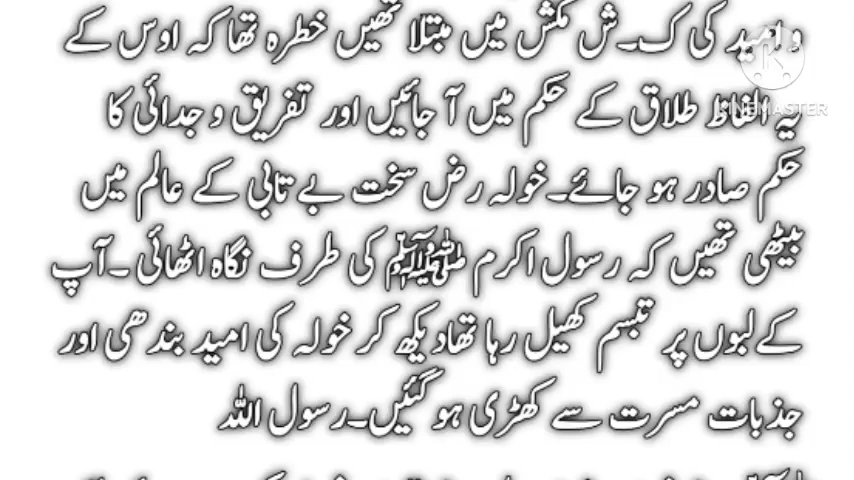 و امید کی ک۔ش مکش میں مبتلا تھیں خطرہ تھا کہ اوس کے
یہ الفاظ طلاق کے حکم میں آ جائیں اور تفریق و جدائی کا
حکم صادر ہو جائے۔خولہ رض سخت بے تابی کے عالم میں
بیٹھی تھیں کہ رسول اکرم ﷺ کی طرف نگاہ اٹھائی ۔آپ
کے لبوں پر تبسم کھیل رہا تھادیکھ کر خولہ کی امید بندھی اور
جذبات مسرت سے کھڑی ہو گئیں۔رسول اللہ
KINEMASTER